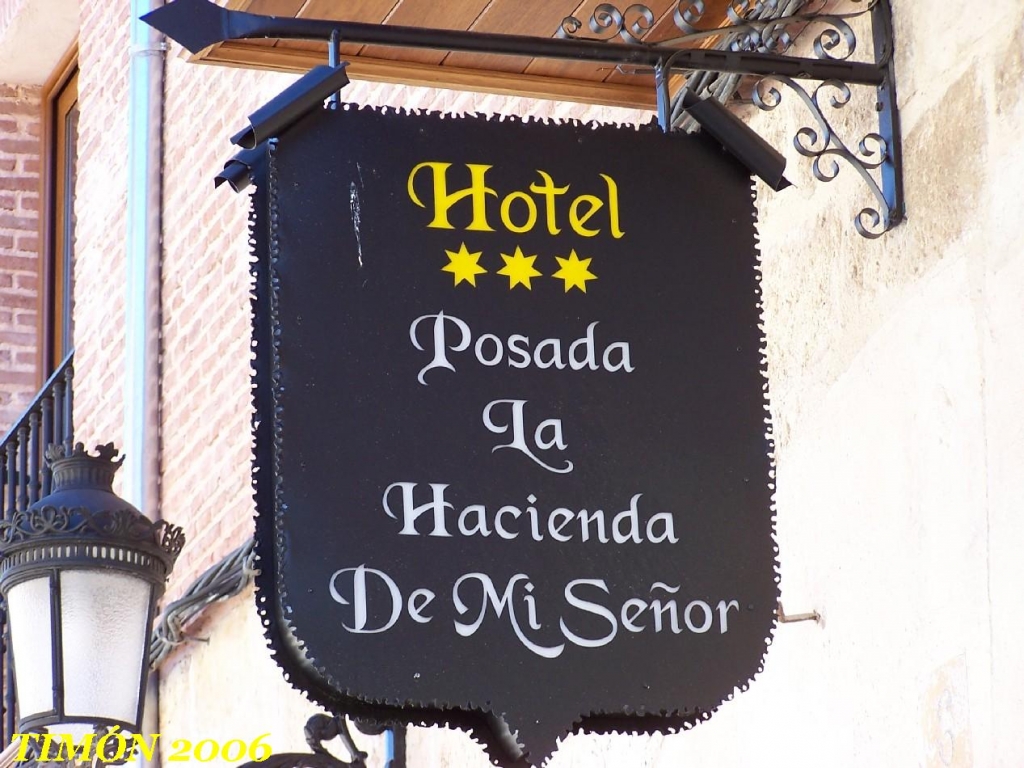 Hotel
Posada
La
Hacienda
De Mi Señor
TIMÓN 2006